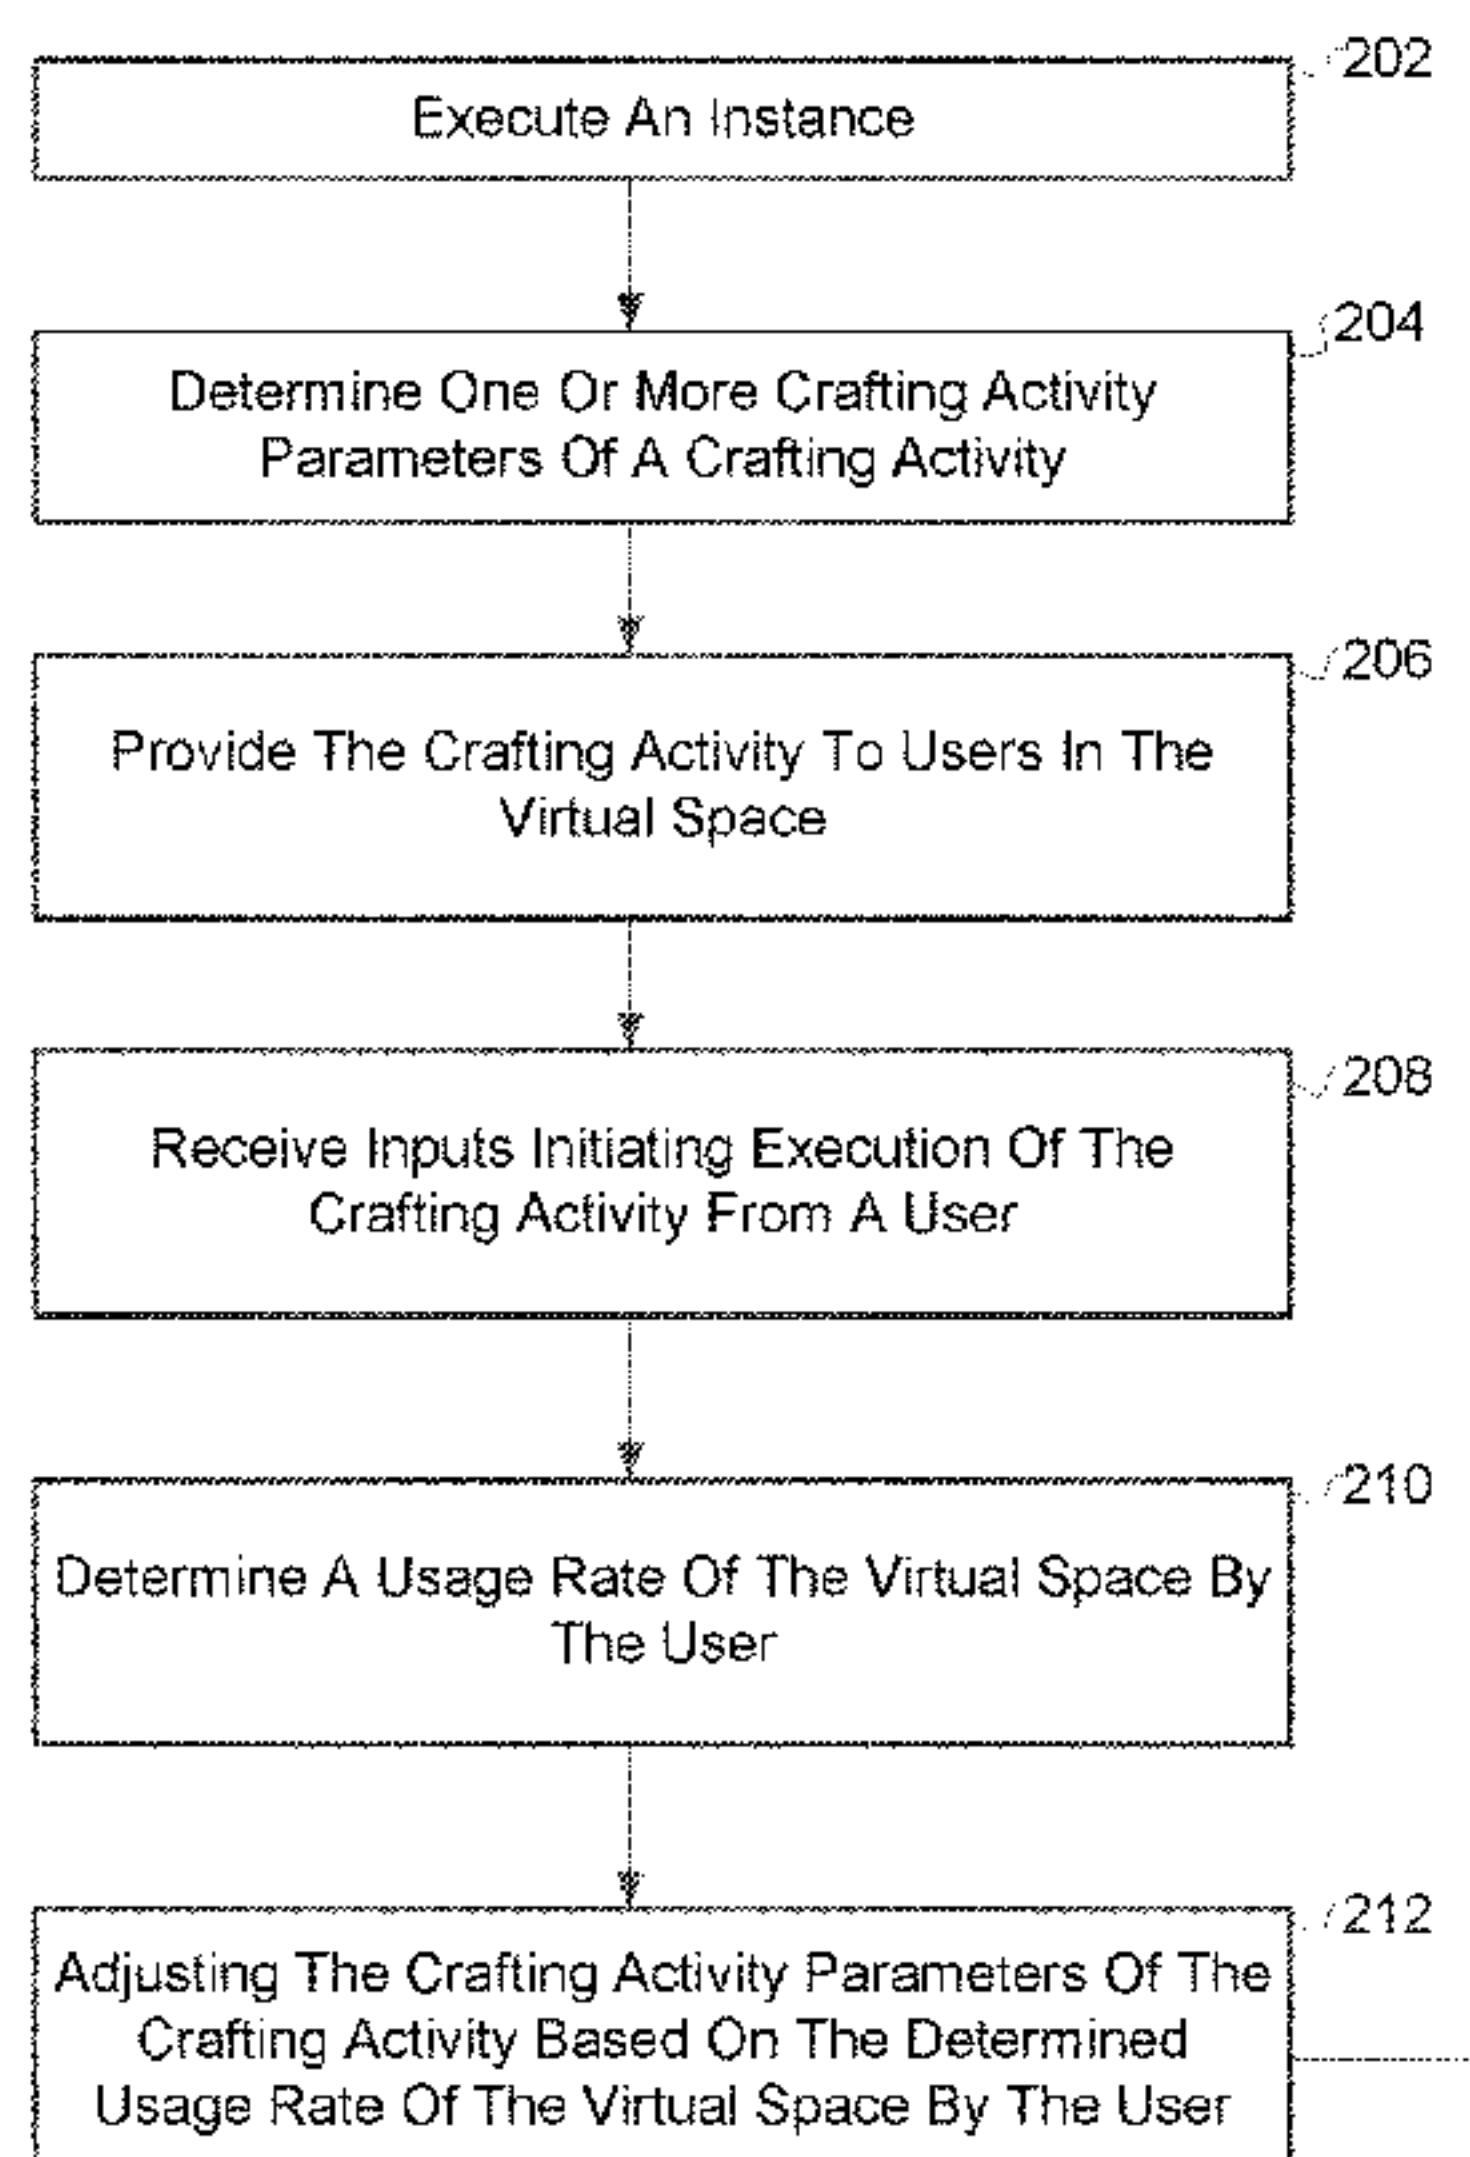 202
Execute An Instance
204
Determine One Or More Crafting Activity
Parameters Of A Crafting Activity
206
Provide The Crafting Activity To Users In The
Virtual Space
208
Receive Inputs Initiating Execution Of The
Crafting Activity From A User
210
Determine A Usage Rate Of The Virtual Space By
The User
212
Adjusting The Crafting Activity Parameters Of The
Crafting Activity Based On The Determined
Usage Rate Of The Virtual Space By The User